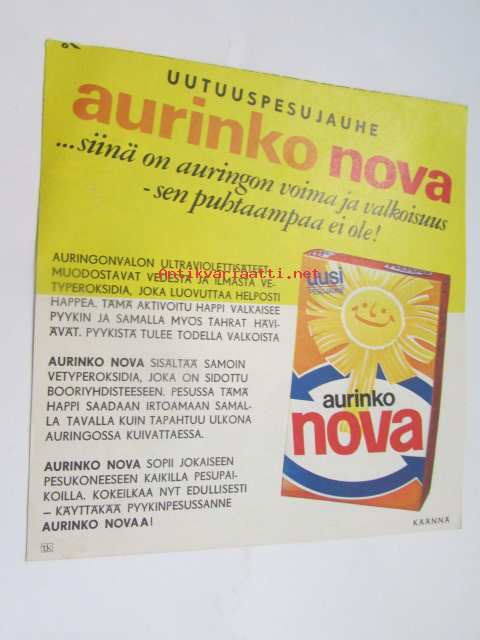 UUTUUSPESUJAUHE
aurinko nova
...siinä on auringon voima ja valkoisuus
- sen puhtaampaa ei ole!
AURINGONVALON ULTRAVIOLETTISÄTEET
MUODOSTAVAT VEDESTÄ JA ILMASTA VE-
TYPEROKSIDIA, JOKA LUOVUTTAA HELPOSTI
HAPPEA. TÄMÄ AKTIVOITU HAPPI VALKAISEE
PYYKIN JA SAMALLA MYÖS TAHRAT HÄVI-
ÄVÄT. PYYKISTÄ TULEE TODELLA VALKOISTA
AURINKO NOVA SISÄLTÄÄ SAMOIN
VETYPEROKSIDIA, JOKA ON SIDOTTU
BOORIYHDISTEESEEN. PESUSSA TÄMÄ
HAPPI SAADAAN IRTOAMAAN SAMAL-
LA TAVALLA KUIN TAPAHTUU ULKONA
AURINGOSSA KUIVATTAESSA.
AURINKO NOVA SOPII JOKAISEEN
PESUKONEESEEN KAIKILLA PESUPAI-
KOILLA. KOKEILKAA NYT EDULLISESTI
— KÄYTTÄKÄÄ PYYKINPESUSSANNE
AURINKO NOVAA!
uusi
aurinko
nova
KÄÄNNÄ
Antikvariaatti.net